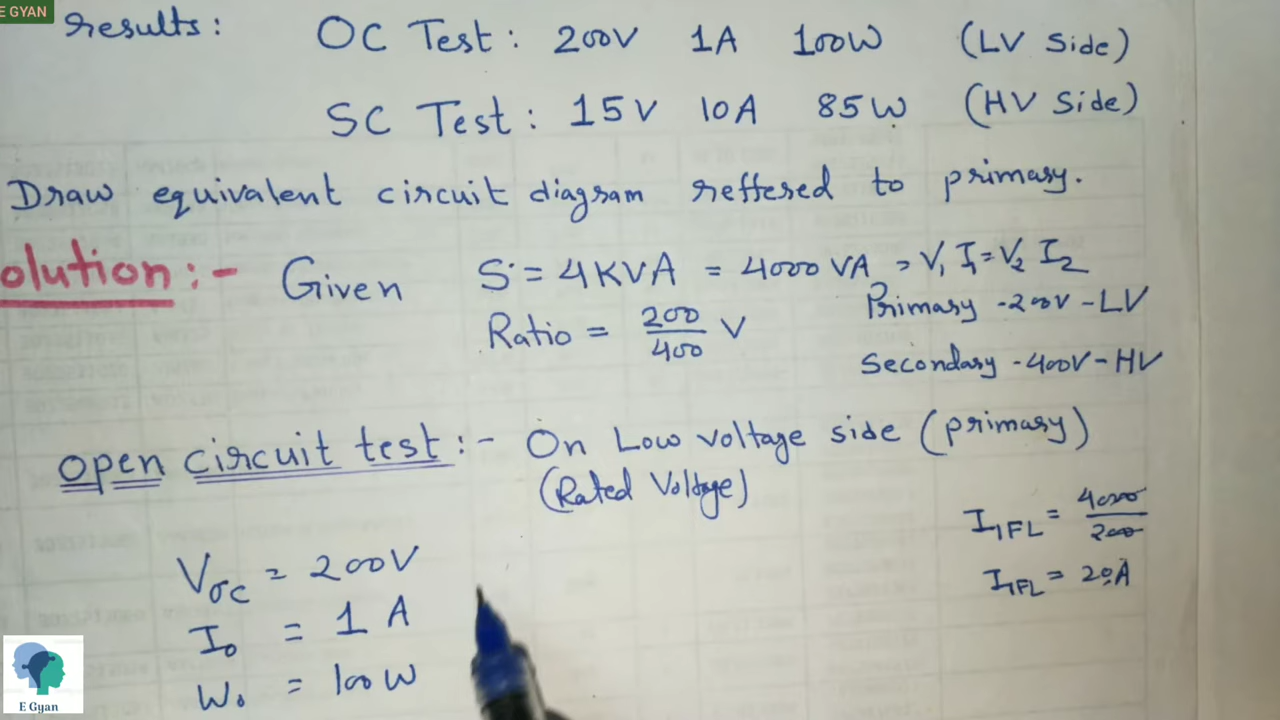 E GYAN
results: OC Test: 200V 1A 100W (LV Side)
SC Test: 15V 10A 85W (HV Side)
Draw equivalent circuit diagram reffered to primary.
olution:- Given S = 4KVA = 4000 VA = V₁ I₁ = V₂ I₂
Primary - 200V - LV
Ratio = 200/400 V
Secondary - 400V - HV
open circuit test:- On Low voltage side (primary)
(Rated Voltage)
I₁FL = 4000/200
I₁FL = 20A
Voc = 200V
I₀ = 1 A
W₀ = 100W
E Gyan